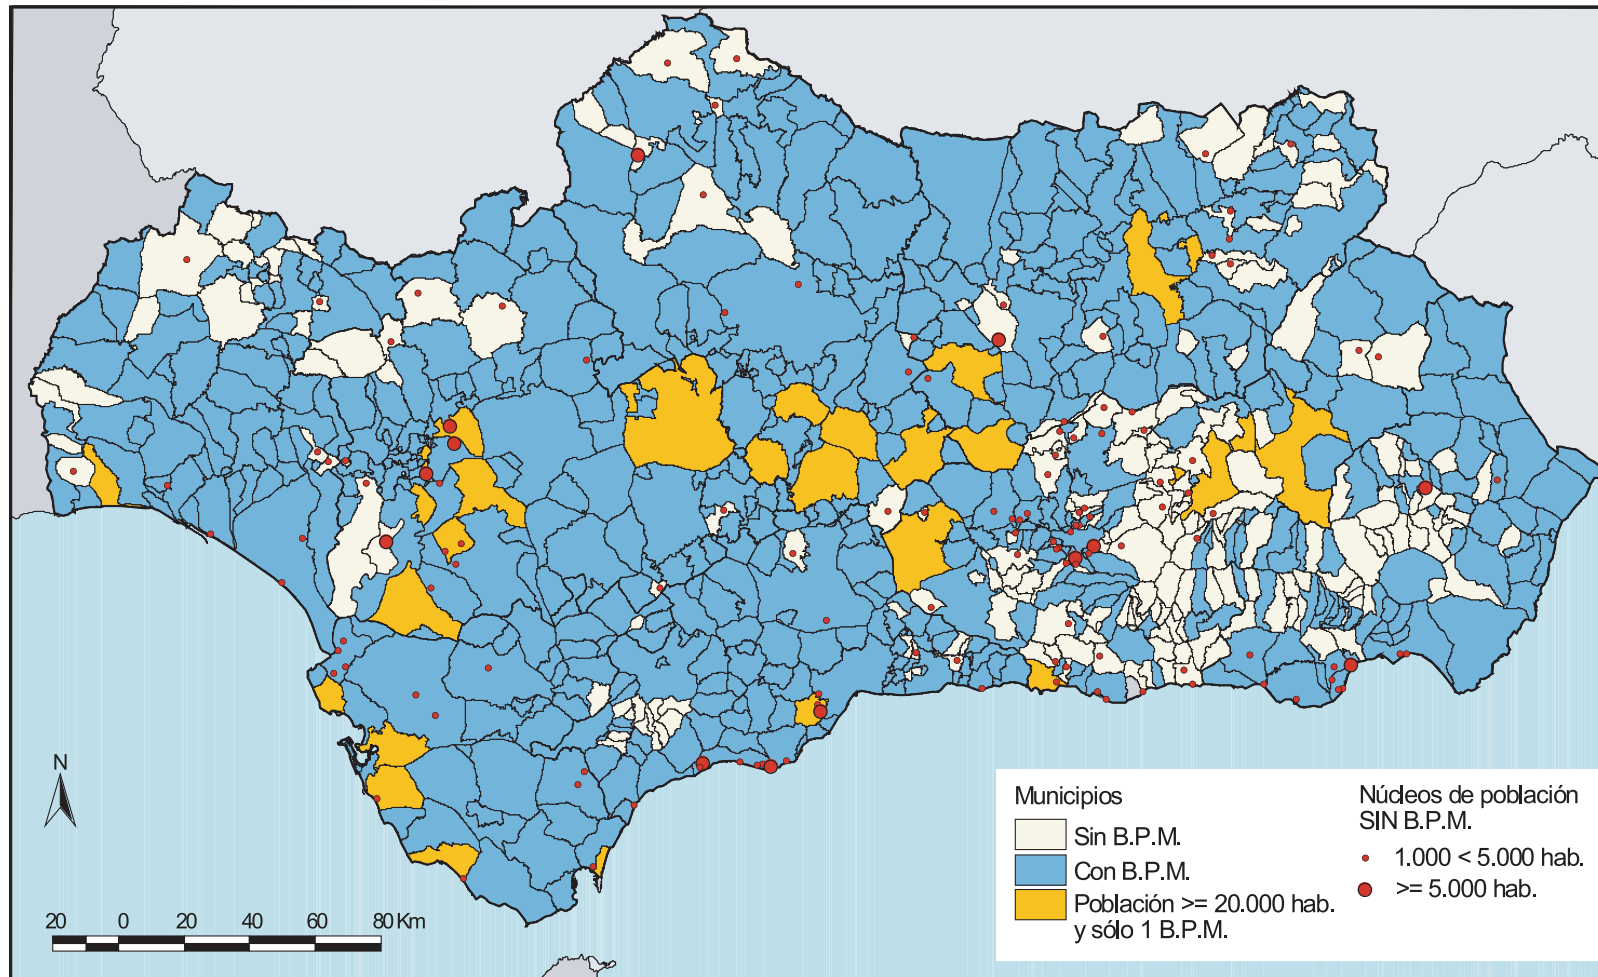 N
20 0 20 40 60 80 Km
Municipios
Sin B.P.M.
Con B.P.M.
Población >= 20.000 hab.
y sólo 1 B.P.M.
Núcleos de población
SIN B.P.M.
1.000 < 5.000 hab.
>= 5.000 hab.